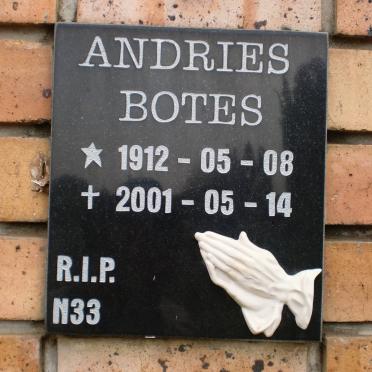 ANDRIES
BOTES
★ 1912 - 05 - 08
✝ 2001 - 05 - 14
R.I.P.
N33